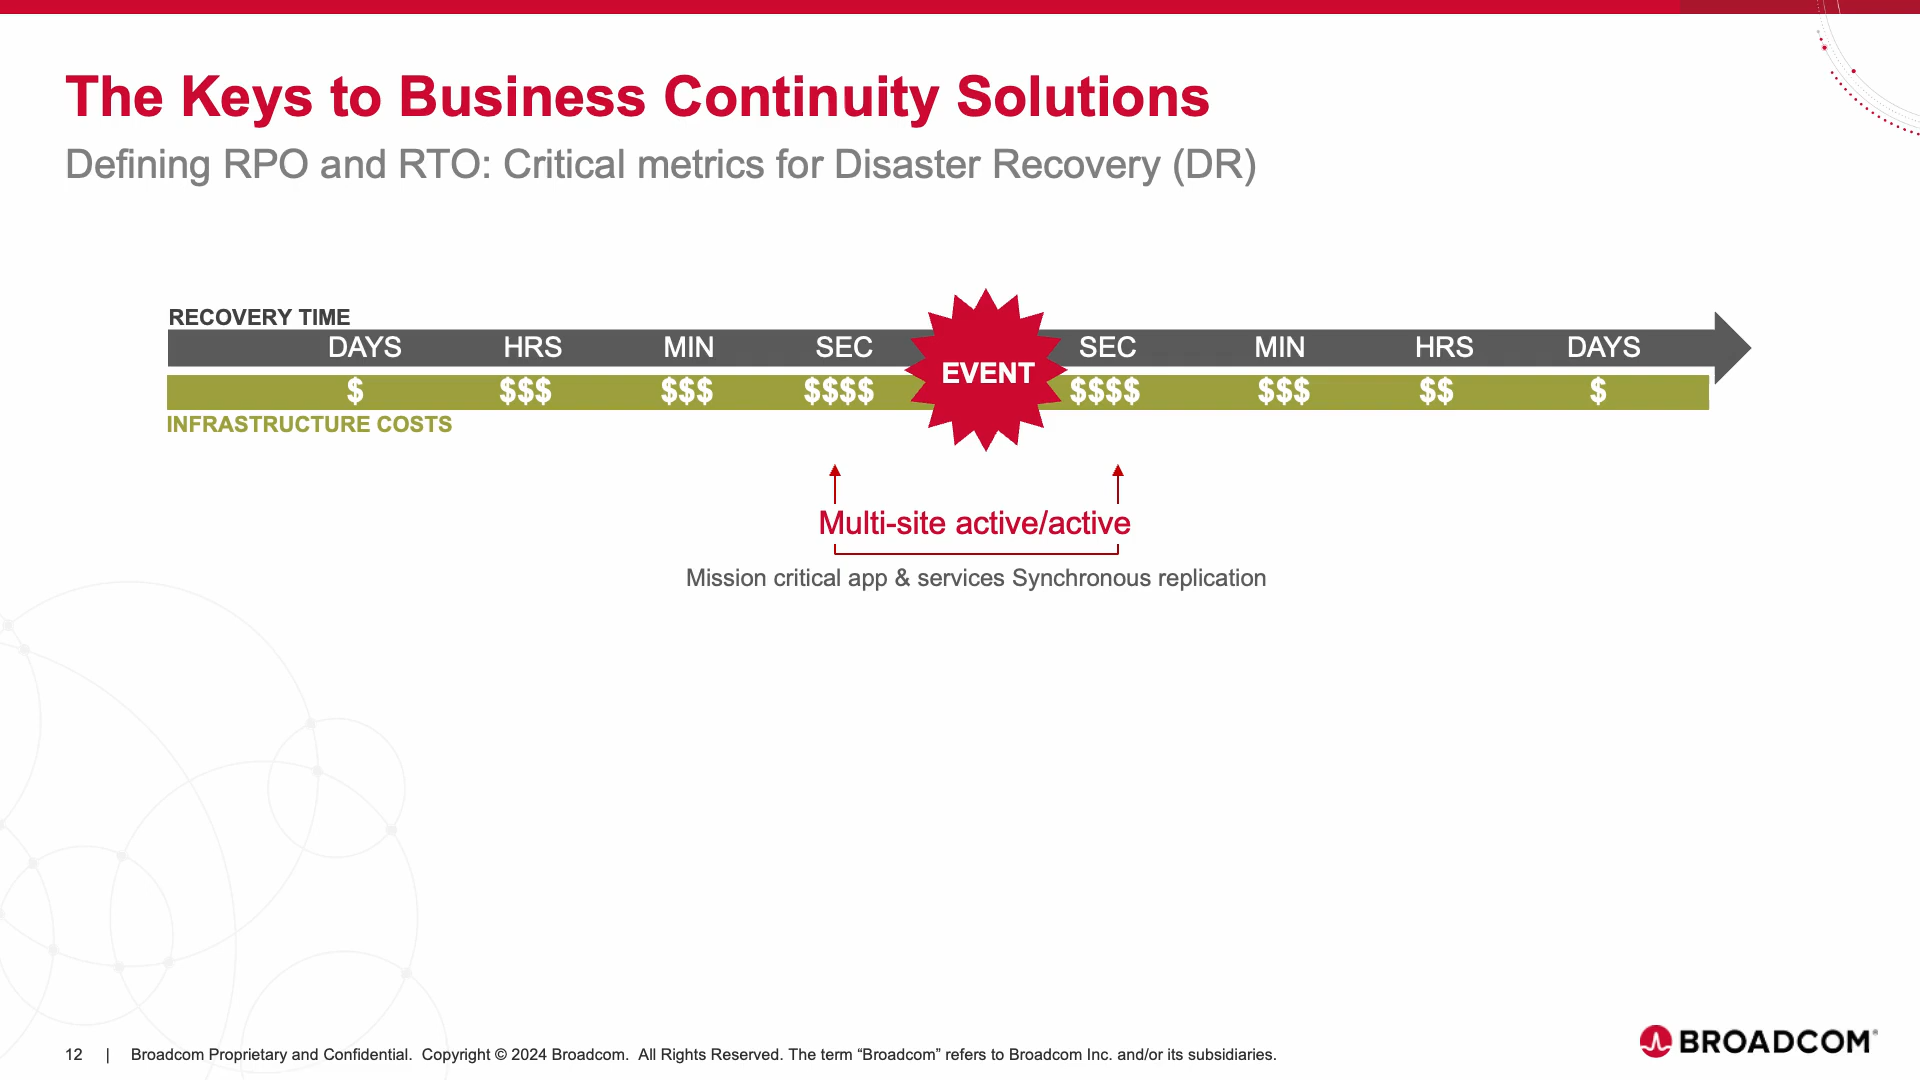 The Keys to Business Continuity Solutions
Defining RPO and RTO: Critical metrics for Disaster Recovery (DR)
RECOVERY TIME
DAYS HRS MIN SEC EVENT SEC MIN HRS DAYS
$ $$$ $$$ $$$$ $$$$ $$$ $$ $
INFRASTRUCTURE COSTS
Multi-site active/active
Mission critical app & services Synchronous replication
12 | Broadcom Proprietary and Confidential. Copyright © 2024 Broadcom. All Rights Reserved. The term “Broadcom” refers to Broadcom Inc. and/or its subsidiaries.
BROADCOM®